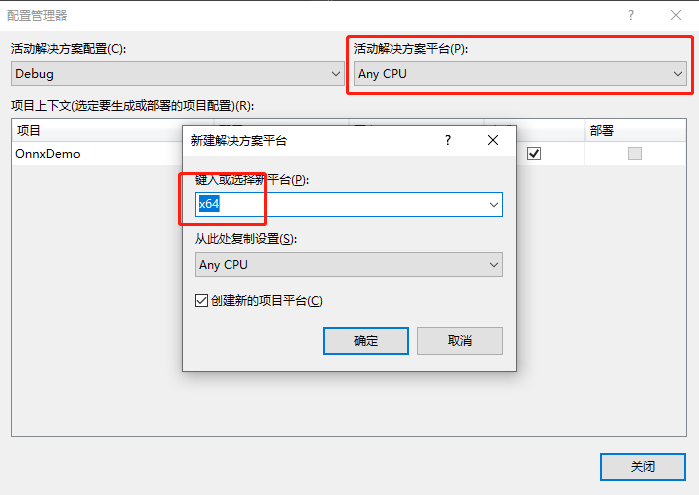 配置管理器
活动解决方案配置(C):
活动解决方案平台(P):
Debug
Any CPU
项目上下文(选定要生成或部署的项目配置)(R):
项目
部署
OnnxDemo
新建解决方案平台
键入或选择新平台(P):
x64
从此处复制设置(S):
Any CPU
创建新的项目平台(C)
确定
取消
关闭